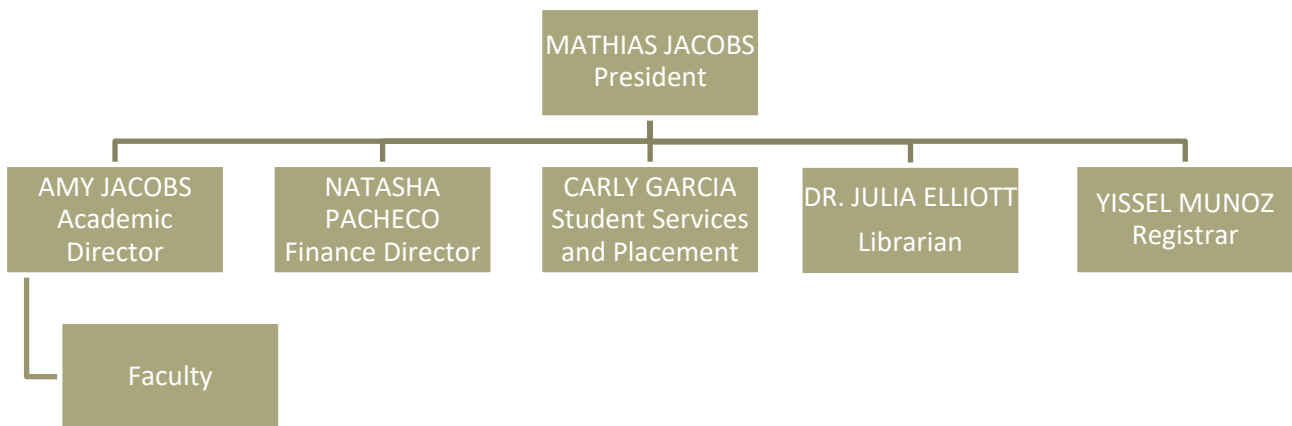 MATHIAS JACOBS
President
AMY JACOBS
Academic
Director
NATASHA
PACHECO
Finance Director
CARLY GARCIA
Student Services
and Placement
DR. JULIA ELLIOTT
Librarian
YISSEL MUNOZ
Registrar
Faculty